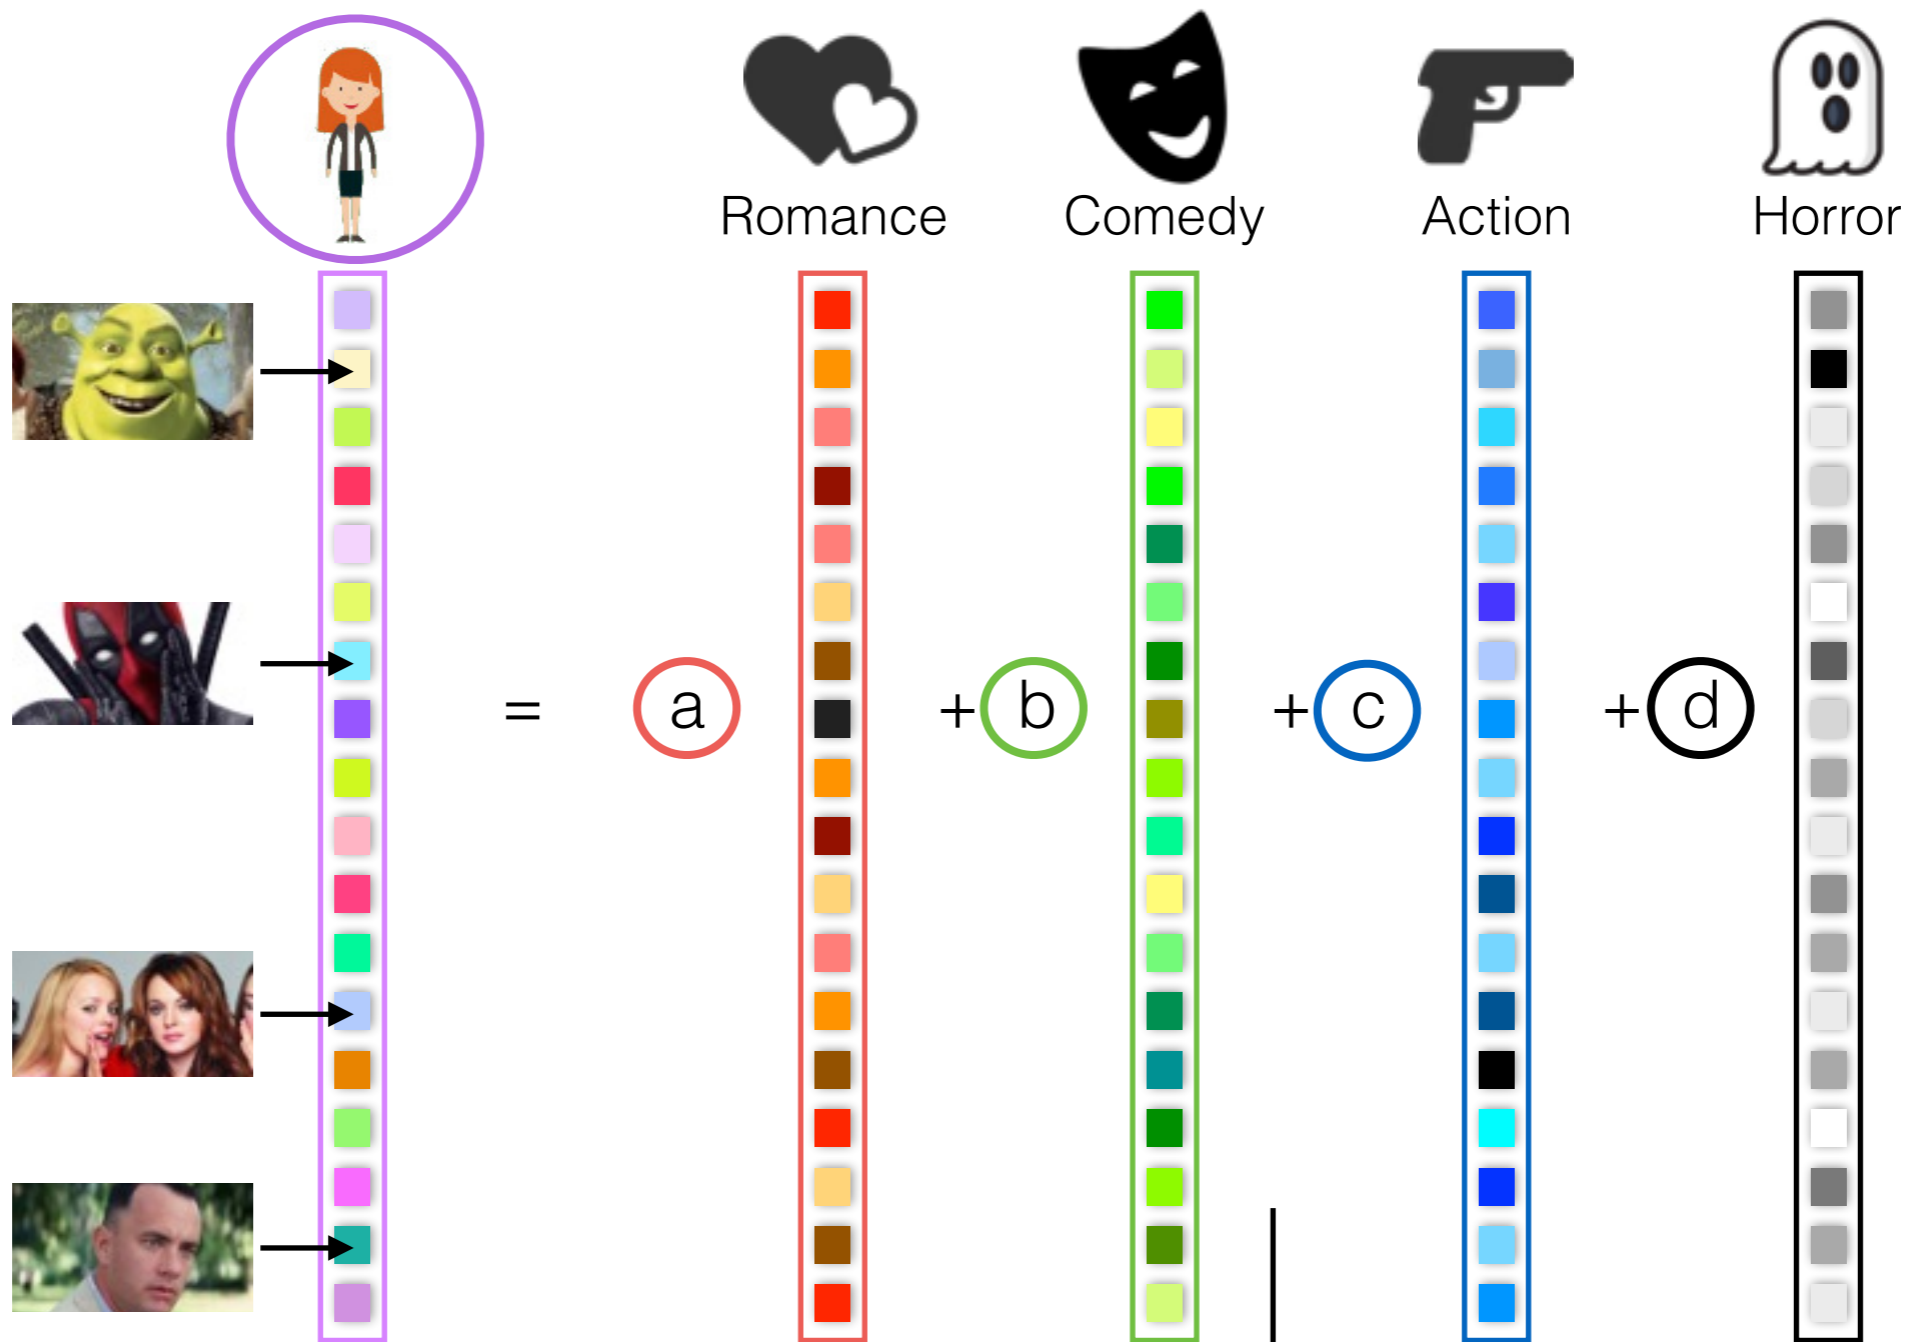 Romance Comedy Action Horror
= a + b + c + d